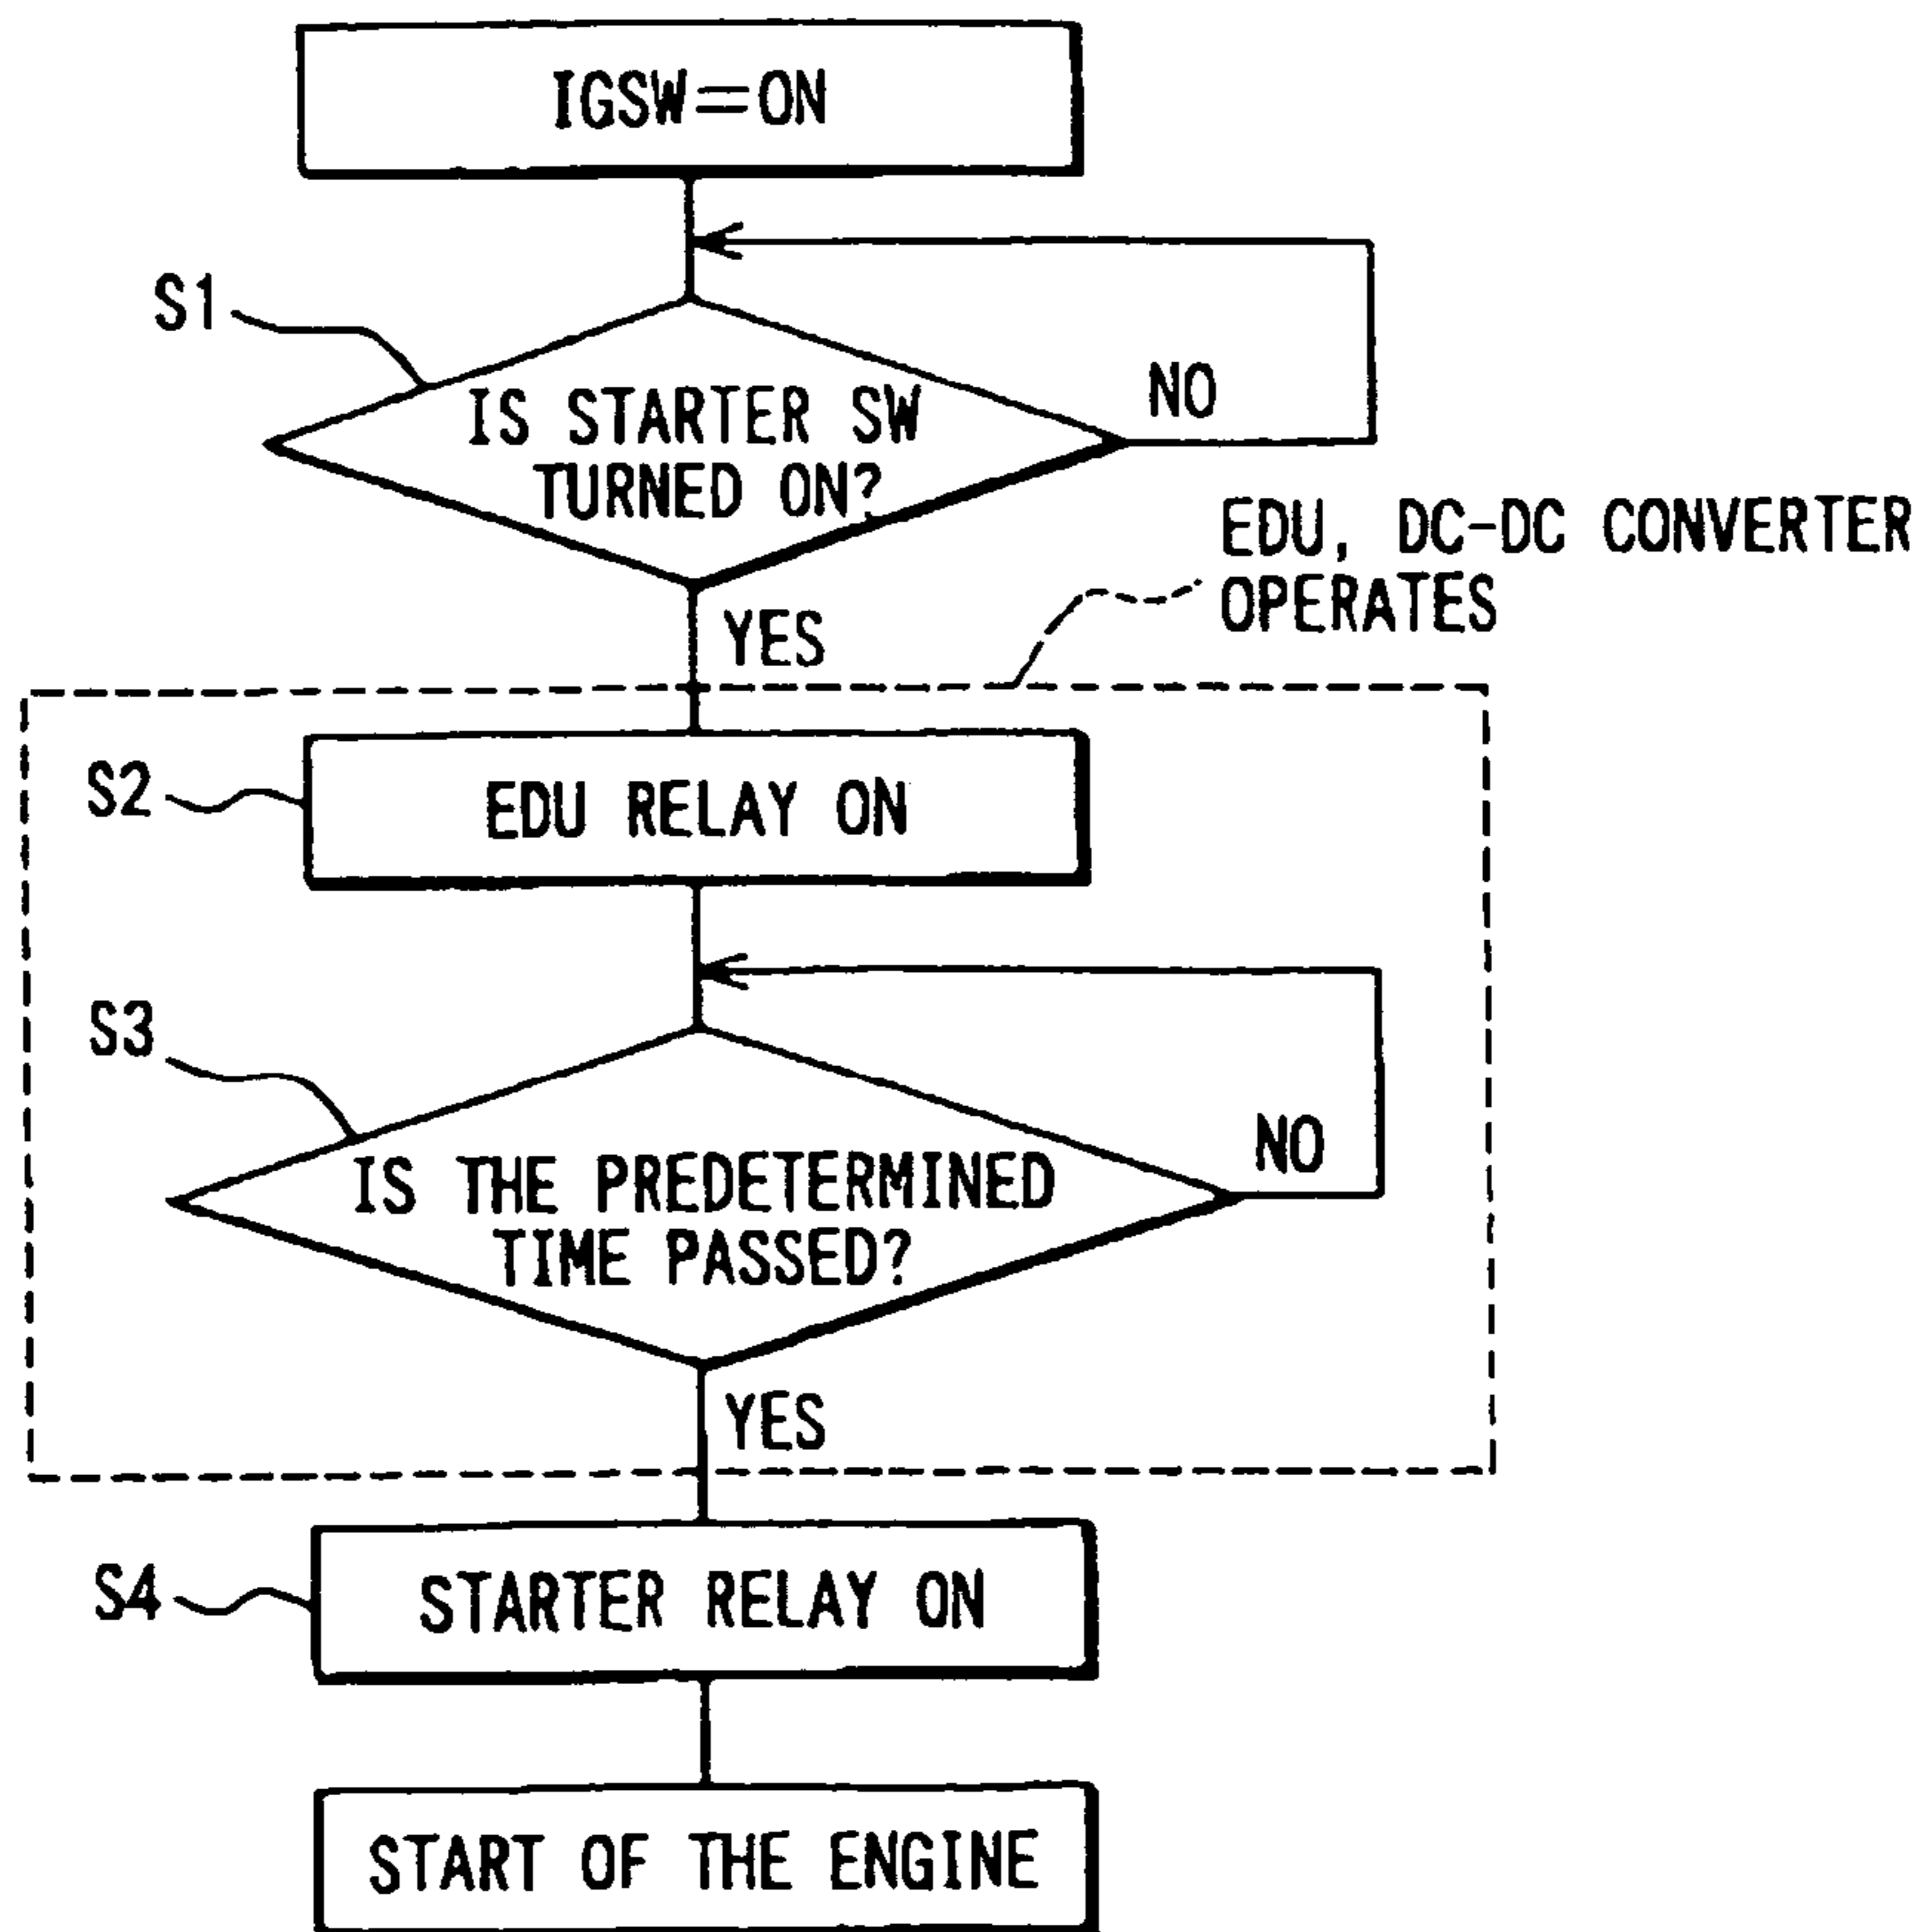 IGSW=ON
S1
IS STARTER SW
TURNED ON?
NO
EDU, DC-DC CONVERTER
OPERATES
YES
S2
EDU RELAY ON
S3
IS THE PREDETERMINED
TIME PASSED?
NO
YES
S4
STARTER RELAY ON
START OF THE ENGINE